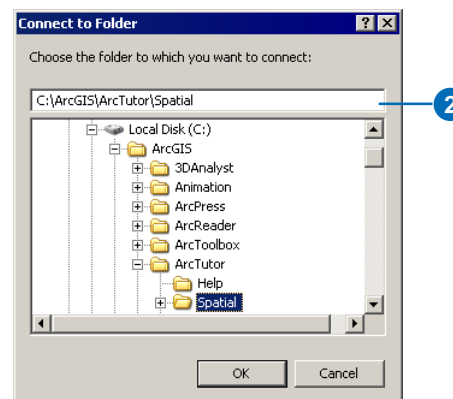 Connect to Folder
Choose the folder to which you want to connect:
C:\ArcGIS\ArcTutor\Spatial
2
Local Disk (C:)
ArcGIS
3DAnalyst
Animation
ArcPress
ArcReader
ArcToolbox
ArcTutor
Help
Spatial
OK Cancel